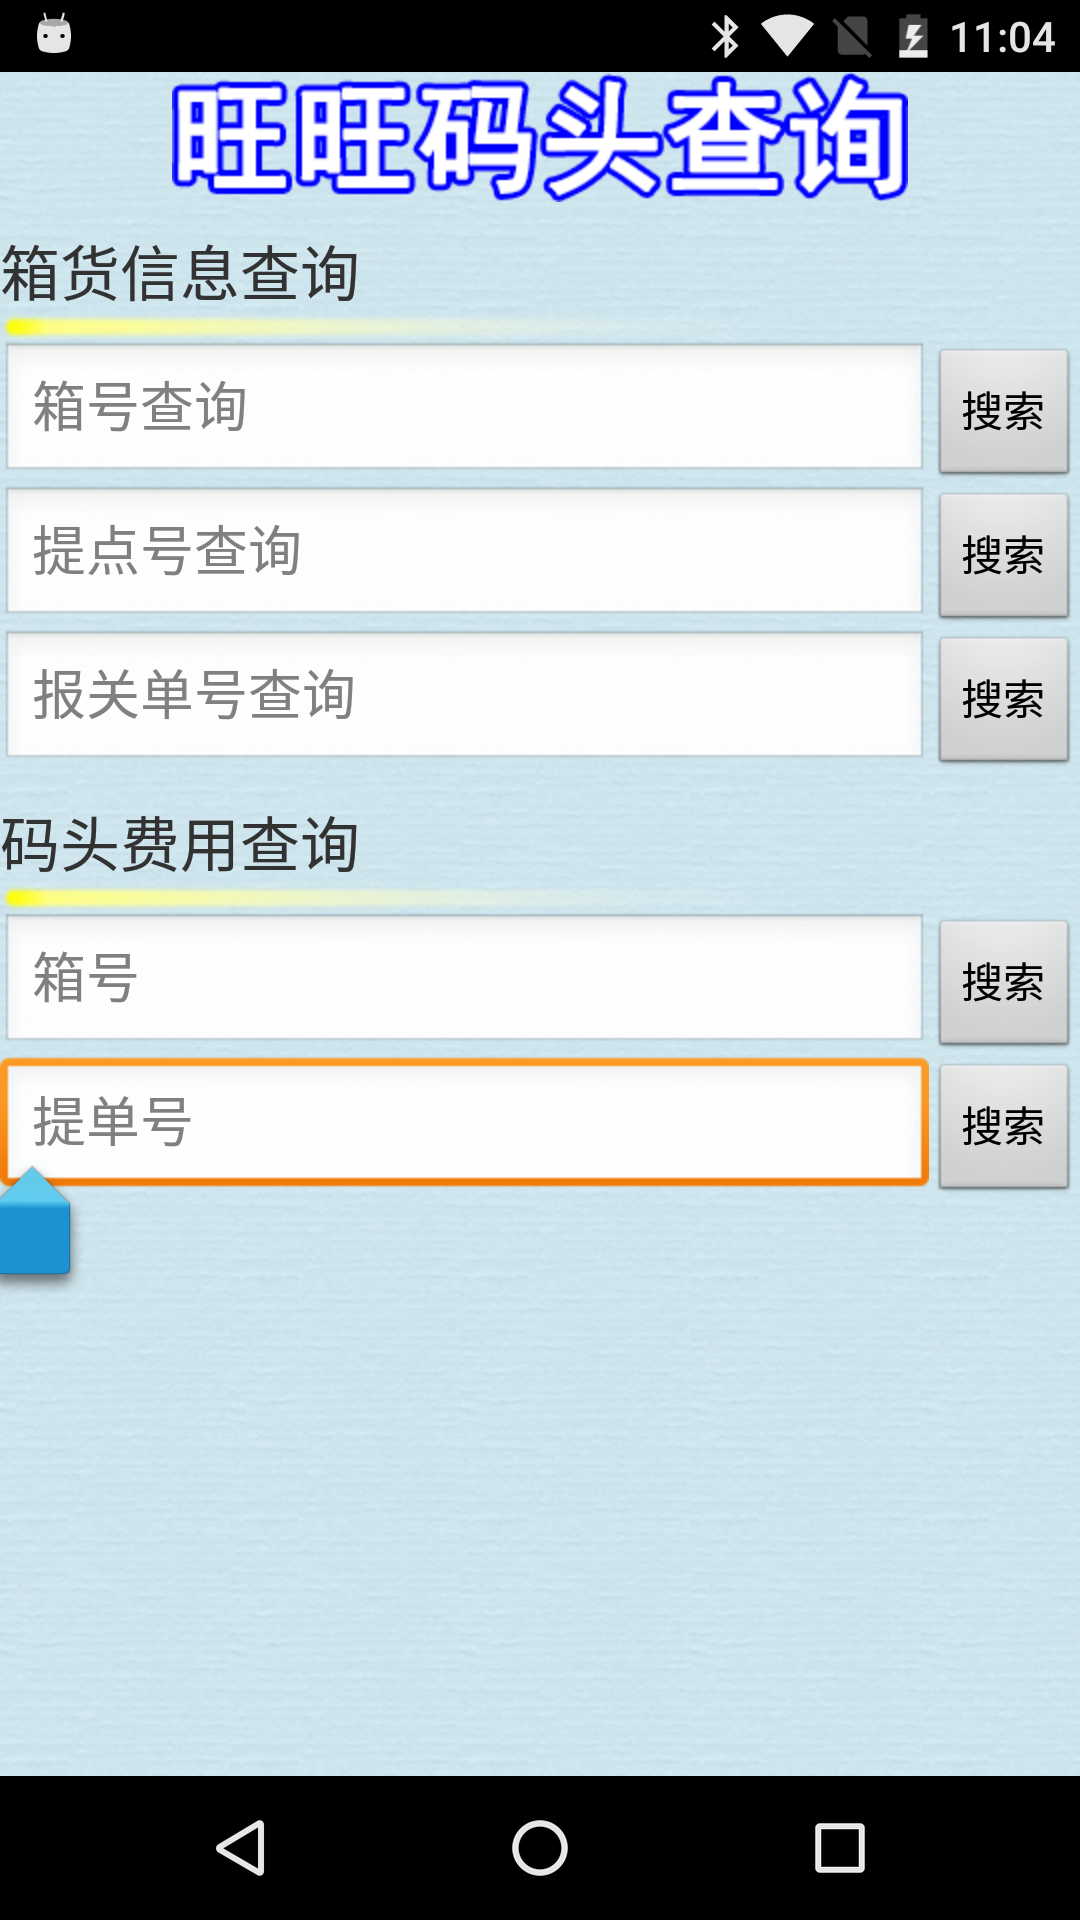 11:04
旺旺码头查询
箱货信息查询
箱号查询 搜索
提点号查询 搜索
报关单号查询 搜索
码头费用查询
箱号 搜索
提单号 搜索